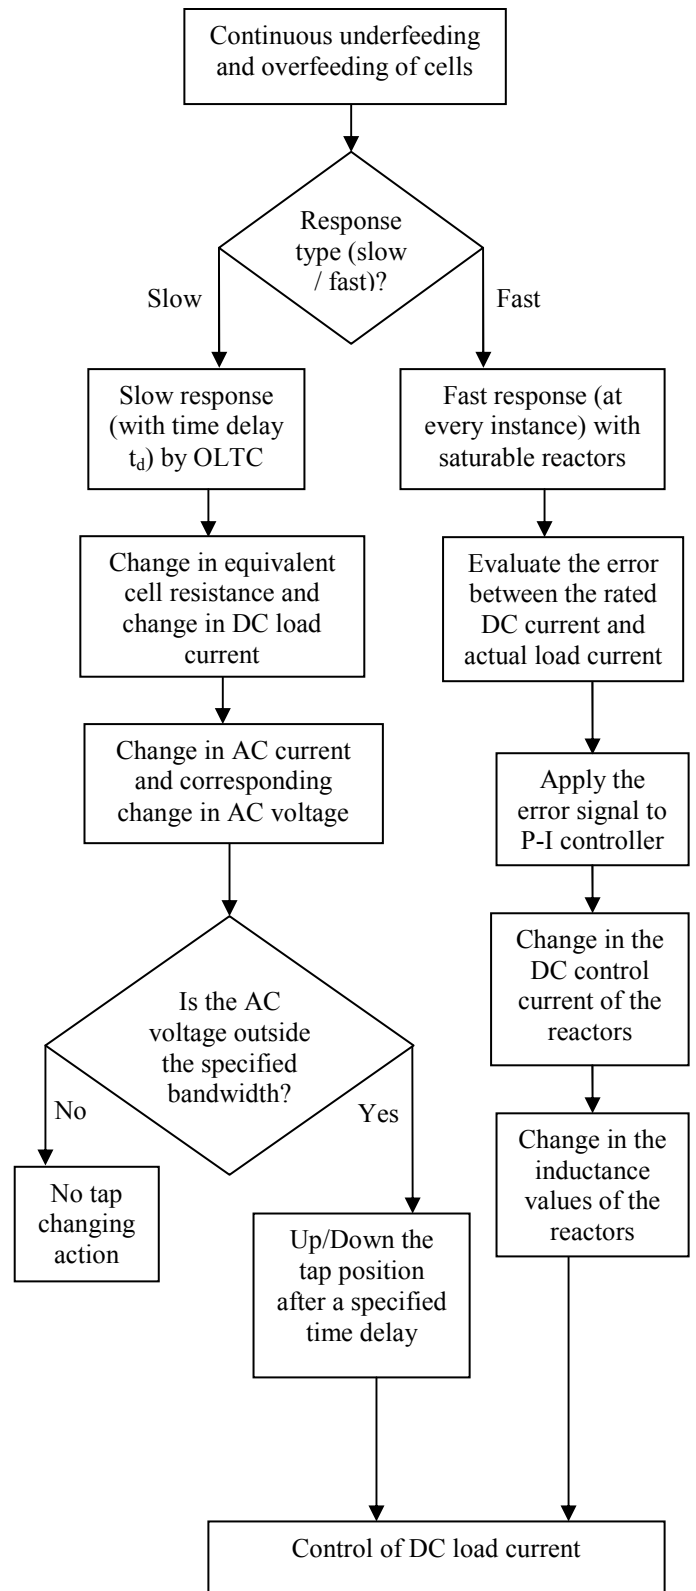 Continuous underfeeding
and overfeeding of cells
Response
type (slow
/ fast)?
Slow
Fast
Slow response
(with time delay
t_d) by OLTC
Fast response (at
every instance) with
saturable reactors
Change in equivalent
cell resistance and
change in DC load
current
Evaluate the error
between the rated
DC current and
actual load current
Change in AC current
and corresponding
change in AC voltage
Apply the
error signal to
P-I controller
Is the AC
voltage outside
the specified
bandwidth?
No
Yes
Change in the
DC control
current of the
reactors
No tap
changing
action
Up/Down the
tap position
after a specified
time delay
Change in the
inductance
values of the
reactors
Control of DC load current